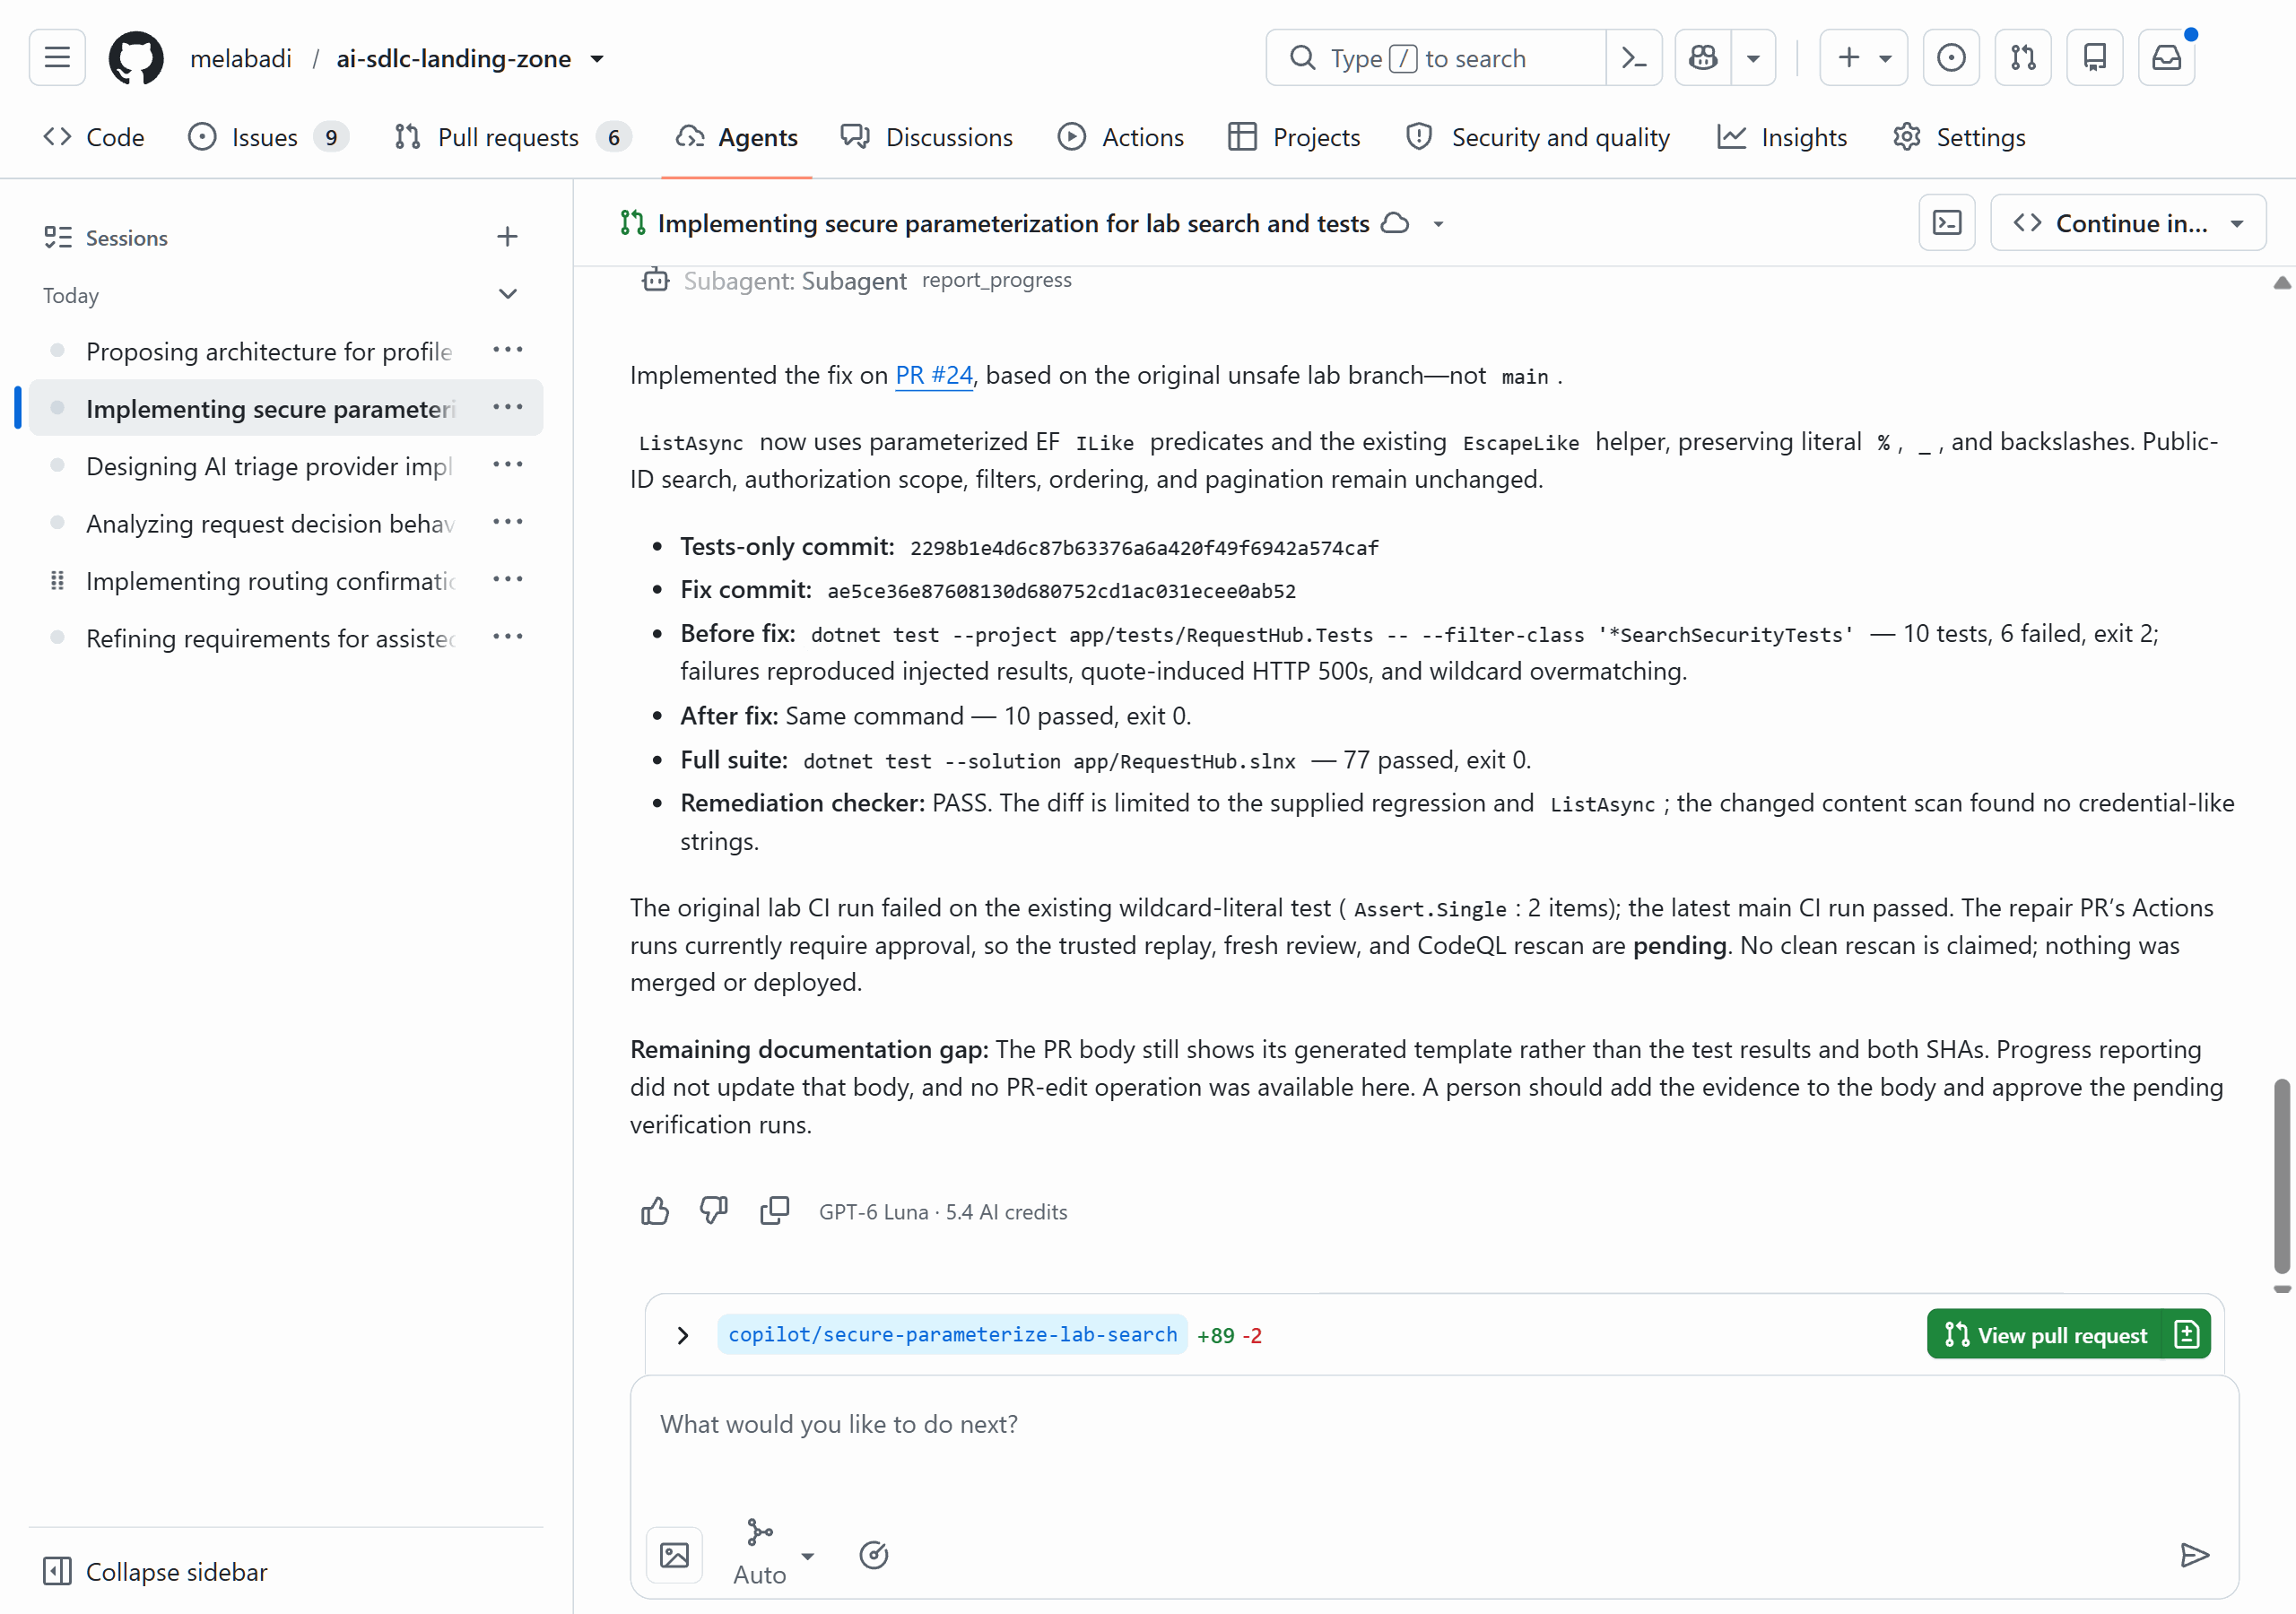 melabadi / ai-sdlc-landing-zone
Type / to search
Code
Issues 9
Pull requests 6
Agents
Discussions
Actions
Projects
Security and quality
Insights
Settings
Sessions
Today
Proposing architecture for profile
Implementing secure parameteri
Designing AI triage provider impl
Analyzing request decision behav
Implementing routing confirmatic
Refining requirements for assisted
Collapse sidebar
Implementing secure parameterization for lab search and tests
Continue in...
Subagent: Subagent report_progress
Implemented the fix on PR #24, based on the original unsafe lab branch—not main .
ListAsync now uses parameterized EF ILike predicates and the existing EscapeLike helper, preserving literal % , _ , and backslashes. Public-
ID search, authorization scope, filters, ordering, and pagination remain unchanged.
• Tests-only commit: 2298b1e4d6c87b63376a6a420f49f6942a574caf
• Fix commit: ae5ce36e87608130d680752cd1ac031ecee0ab52
• Before fix: dotnet test --project app/tests/RequestHub.Tests -- --filter-class '*SearchSecurityTests' — 10 tests, 6 failed, exit 2;
failures reproduced injected results, quote-induced HTTP 500s, and wildcard overmatching.
• After fix: Same command — 10 passed, exit 0.
• Full suite: dotnet test --solution app/RequestHub.slnx — 77 passed, exit 0.
• Remediation checker: PASS. The diff is limited to the supplied regression and ListAsync ; the changed content scan found no credential-like
strings.
The original lab CI run failed on the existing wildcard-literal test ( Assert.Single : 2 items); the latest main CI run passed. The repair PR’s Actions
runs currently require approval, so the trusted replay, fresh review, and CodeQL rescan are pending. No clean rescan is claimed; nothing was
merged or deployed.
Remaining documentation gap: The PR body still shows its generated template rather than the test results and both SHAs. Progress reporting
did not update that body, and no PR-edit operation was available here. A person should add the evidence to the body and approve the pending
verification runs.
GPT-6 Luna · 5.4 AI credits
copilot/secure-parameterize-lab-search +89 -2
View pull request
What would you like to do next?
Auto